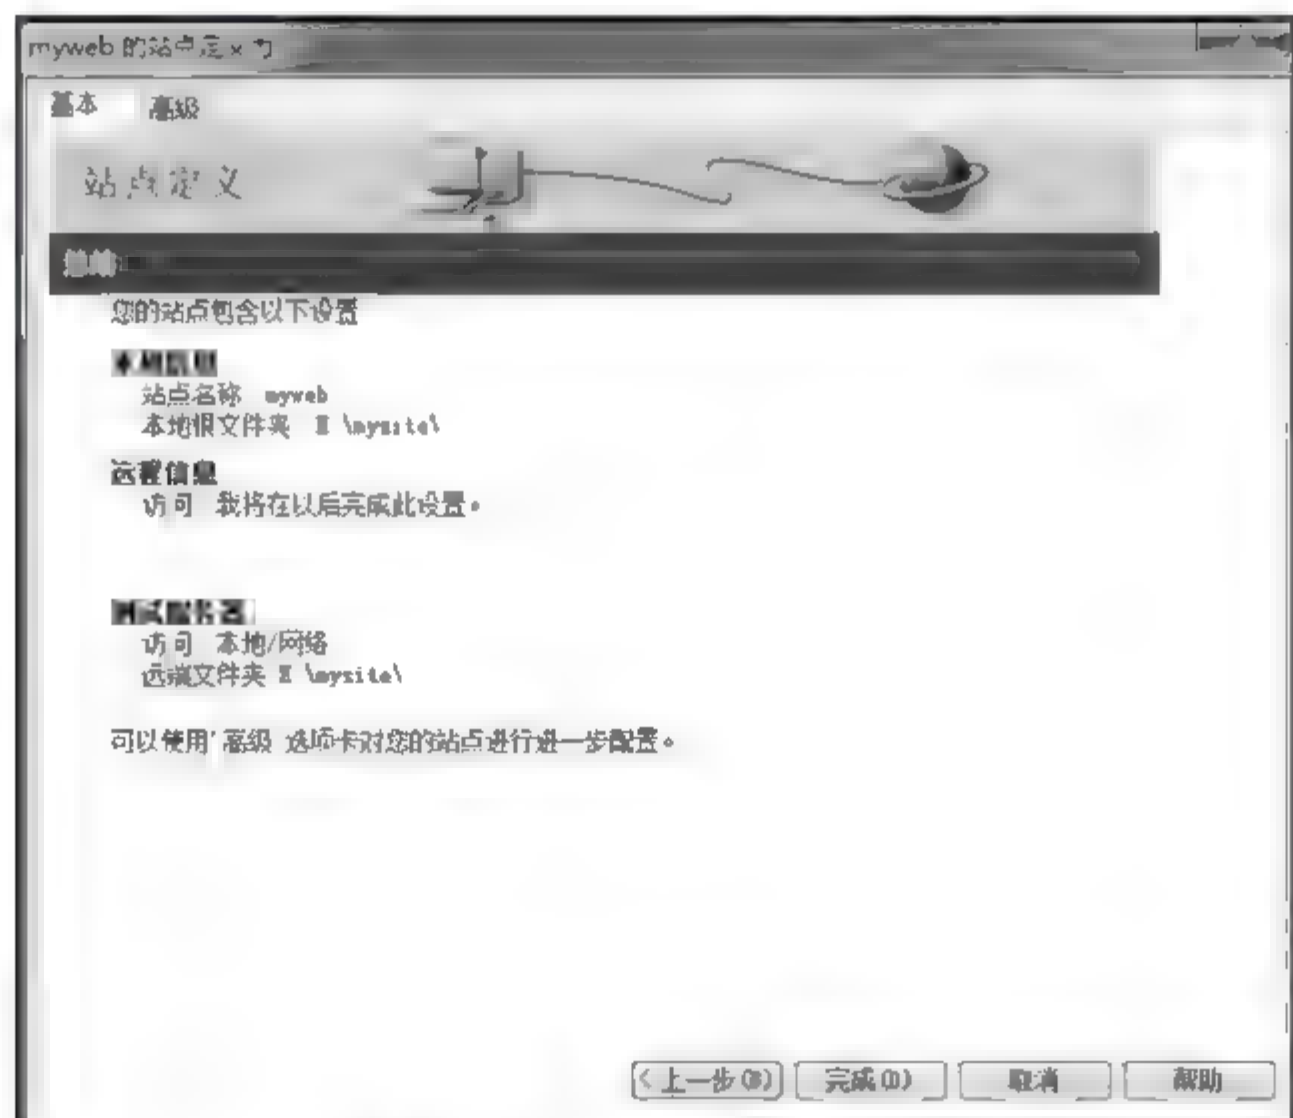 myweb 的站点定义为
基本 高级
站点定义
总结
您的站点包含以下设置
本地信息
站点名称 myweb
本地根文件夹 \mysite\
远程信息
访问 我将在以后完成此设置。
测试服务器
访问 本地/网络
远端文件夹 \mysite\
可以使用“高级 选项卡对您的站点进行进一步配置。
< 上一步(B) 完成(D) 取消 帮助